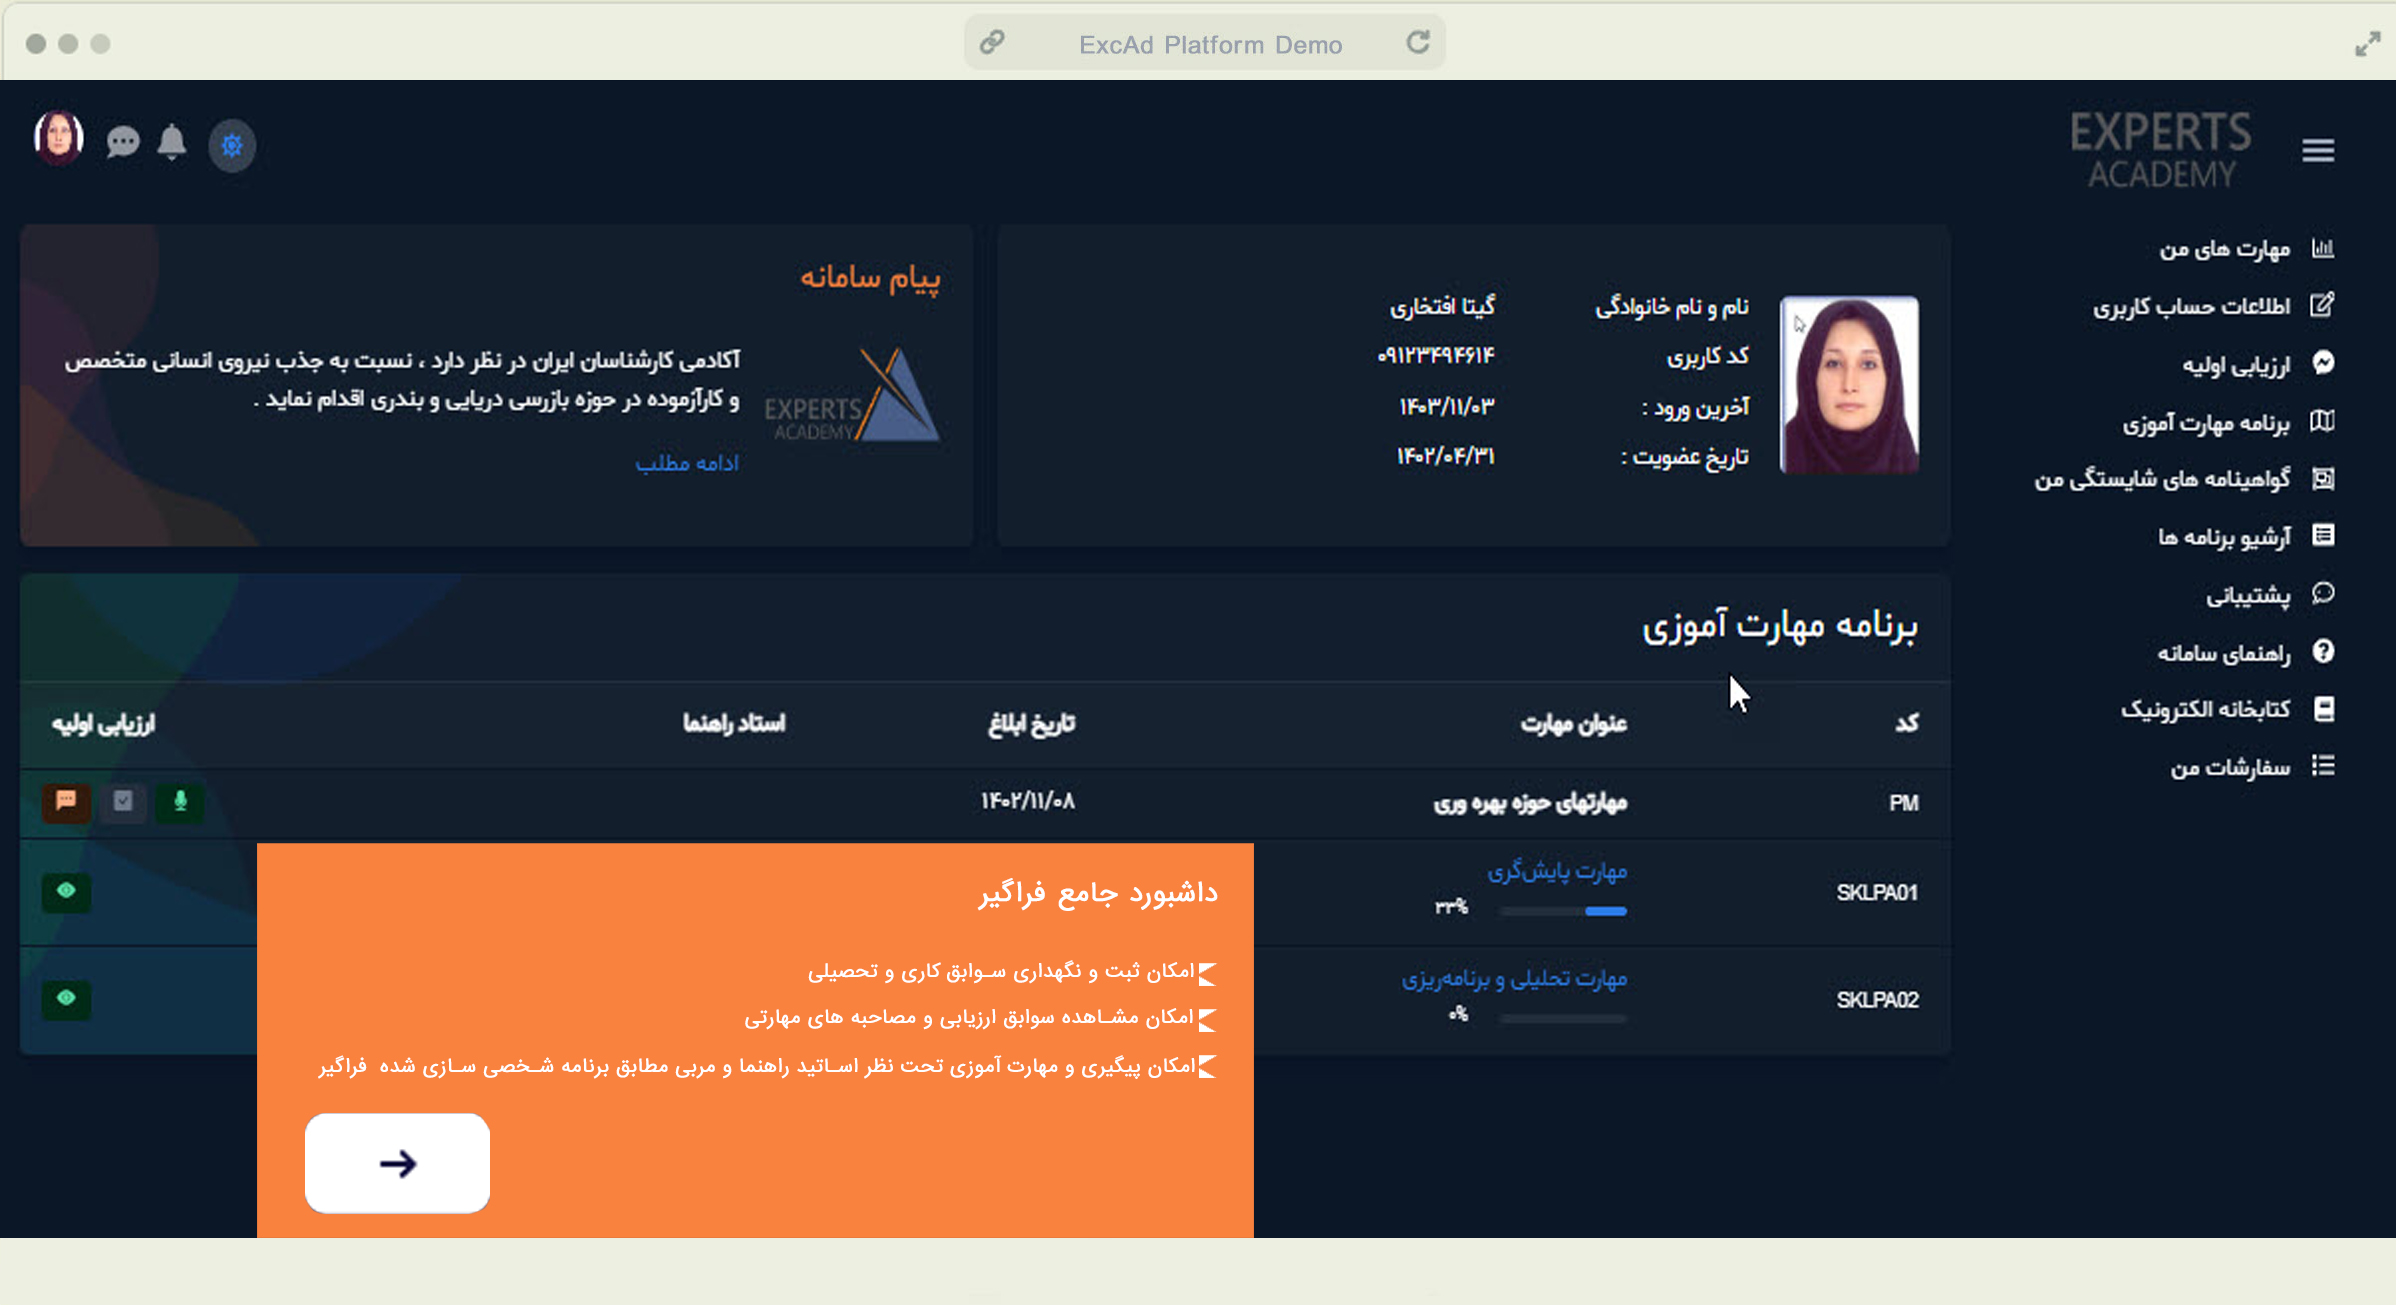 ExcAd Platform Demo
EXPERTS
ACADEMY
مهارت های من
اطلاعات حساب کاربری
ارزیابی اولیه
برنامه مهارت آموزی
گواهینامه های شایستگی من
آرشیو برنامه ها
پشتیبانی
راهنمای سامانه
کتابخانه الکترونیک
سفارشات من
نام و نام خانوادگی گیتا افتخاری
کد کاربری ۰۹۱۲۳۴۹۴۶۱۴
آخرین ورود : ۱۴۰۳/۱۱/۰۳
تاریخ عضویت : ۱۴۰۲/۰۴/۳۱
پیام سامانه
EXPERTS
ACADEMY
آکادمی کارشناسان ایران در نظر دارد ، نسبت به جذب نیروی انسانی متخصص
و کارآزموده در حوزه بازرسی دریایی و بندری اقدام نماید .
ادامه مطلب
برنامه مهارت آموزی
کد عنوان مهارت تاریخ ابلاغ استاد راهنما ارزیابی اولیه
PM مهارتهای حوزه بهره وری ۱۴۰۲/۱۱/۰۸
SKLPA01 مهارت پایش‌گری
۳۳%
SKLPA02 مهارت تحلیلی و برنامه‌ریزی
۰%
داشبورد جامع فراگیر
امکان ثبت و نگهداری سـوابق کاری و تحصیلی
امکان مشـاهده سوابق ارزیابی و مصاحبه های مهارتی
امکان پیگیری و مهارت آموزی تحت نظر اسـاتید راهنما و مربی مطابق برنامه شـخصی سـازی شده فراگیر